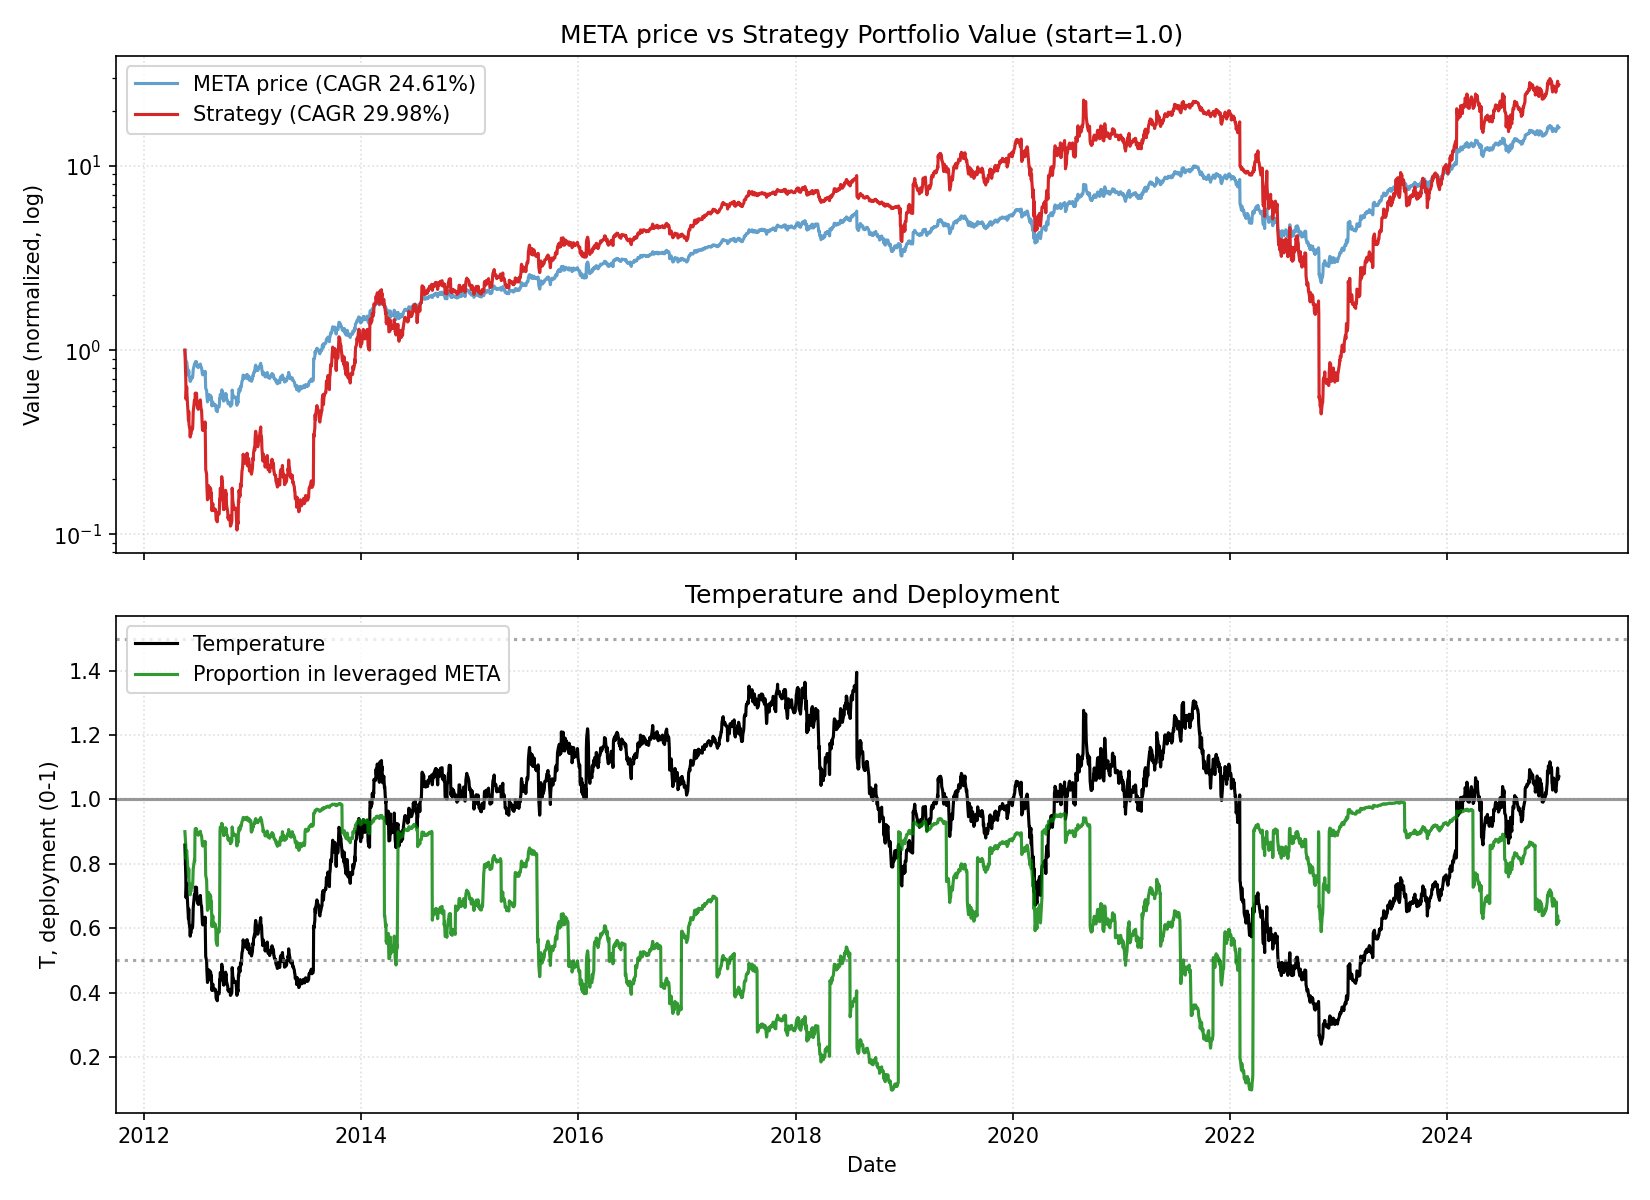 META price vs Strategy Portfolio Value (start=1.0)
META price (CAGR 24.61%)
Strategy (CAGR 29.98%)
Value (normalized, log)
10¹
10⁰
10⁻¹
Temperature and Deployment
Temperature
Proportion in leveraged META
T, deployment (0-1)
1.4
1.2
1.0
0.8
0.6
0.4
0.2
2012 2014 2016 2018 2020 2022 2024
Date